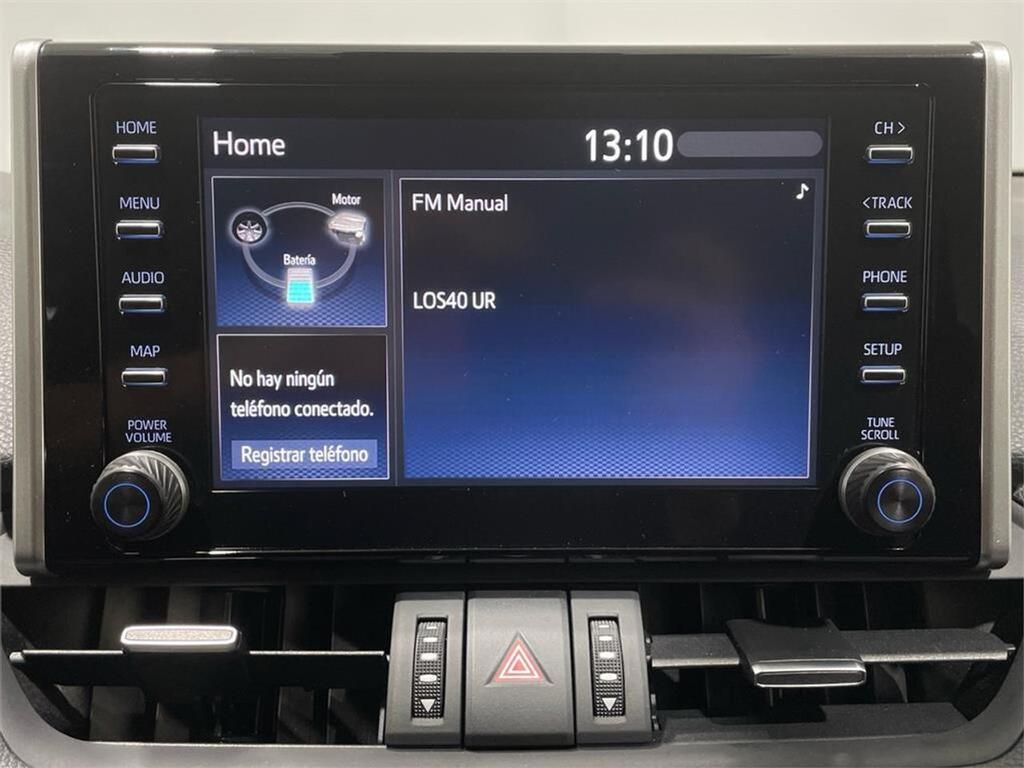 HOME
MENU
AUDIO
MAP
POWER
VOLUME
Home
13:10
Motor
Batería
No hay ningún
teléfono conectado.
Registrar teléfono
FM Manual
LOS40 UR
CH >
<TRACK
PHONE
SETUP
TUNE
SCROLL